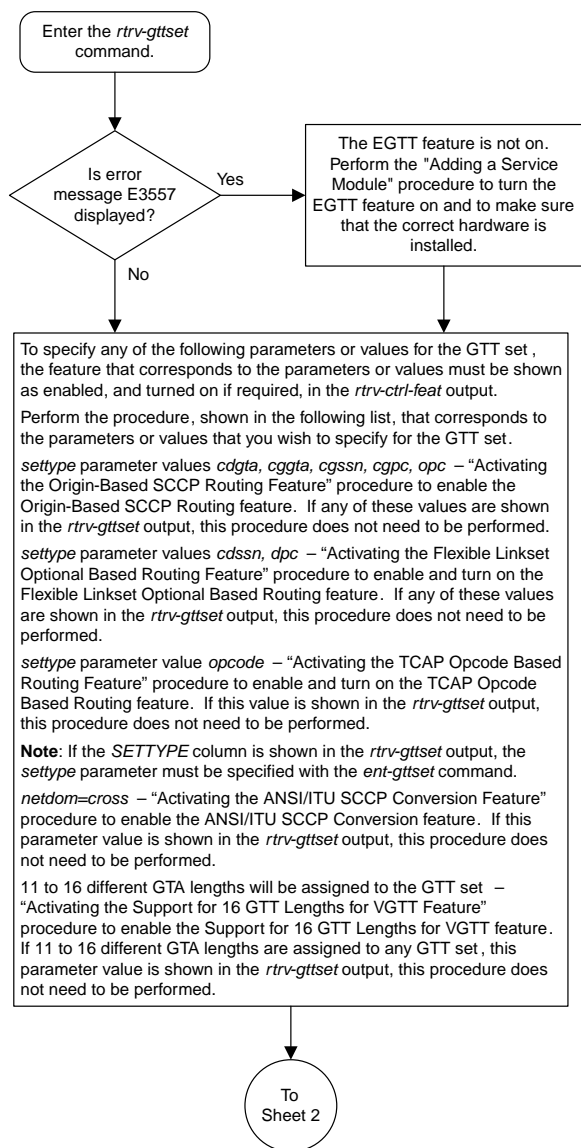 Enter the rtrv-gttset
command.
Is error
message E3557
displayed?
Yes
No
The EGTT feature is not on.
Perform the "Adding a Service
Module" procedure to turn the
EGTT feature on and to make sure
that the correct hardware is
installed.
To specify any of the following parameters or values for the GTT set ,
the feature that corresponds to the parameters or values must be shown
as enabled, and turned on if required, in the rtrv-ctrl-feat output.
Perform the procedure, shown in the following list, that corresponds to
the parameters or values that you wish to specify for the GTT set.
settype parameter values cdgta, cggta, cgssn, cgpc, opc – “Activating
the Origin-Based SCCP Routing Feature” procedure to enable the
Origin-Based SCCP Routing feature. If any of these values are shown
in the rtrv-gttset output, this procedure does not need to be performed.
settype parameter values cdssn, dpc – “Activating the Flexible Linkset
Optional Based Routing Feature” procedure to enable and turn on the
Flexible Linkset Optional Based Routing feature. If any of these values
are shown in the rtrv-gttset output, this procedure does not need to be
performed.
settype parameter value opcode – “Activating the TCAP Opcode Based
Routing Feature” procedure to enable and turn on the TCAP Opcode
Based Routing feature. If this value is shown in the rtrv-gttset output,
this procedure does not need to be performed.
Note: If the SETTYPE column is shown in the rtrv-gttset output, the
settype parameter must be specified with the ent-gttset command.
netdom=cross – “Activating the ANSI/ITU SCCP Conversion Feature”
procedure to enable the ANSI/ITU SCCP Conversion feature. If this
parameter value is shown in the rtrv-gttset output, this procedure does
not need to be performed.
11 to 16 different GTA lengths will be assigned to the GTT set –
“Activating the Support for 16 GTT Lengths for VGTT Feature”
procedure to enable the Support for 16 GTT Lengths for VGTT feature.
If 11 to 16 different GTA lengths are assigned to any GTT set , this
parameter value is shown in the rtrv-gttset output, this procedure does
not need to be performed.
To
Sheet 2